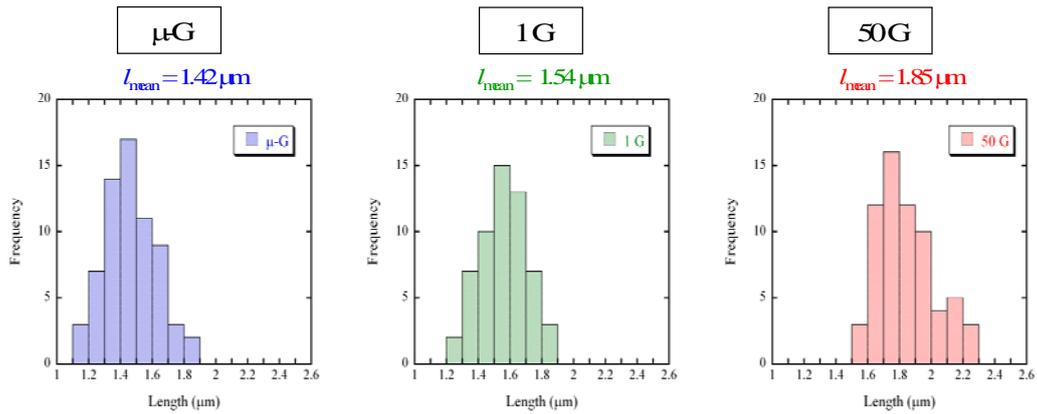 μ-G
1G
50G
lmean = 1.42 μm
lmean = 1.54 μm
lmean = 1.85 μm
20
15
10
5
0
Frequency
μ-G
1 1.2 1.4 1.6 1.8 2 2.2 2.4 2.6
Length (μm)
20
15
10
5
0
Frequency
1 G
1 1.2 1.4 1.6 1.8 2 2.2 2.4 2.6
Length (μm)
20
15
10
5
0
Frequency
50 G
1 1.2 1.4 1.6 1.8 2 2.2 2.4 2.6
Length (μm)